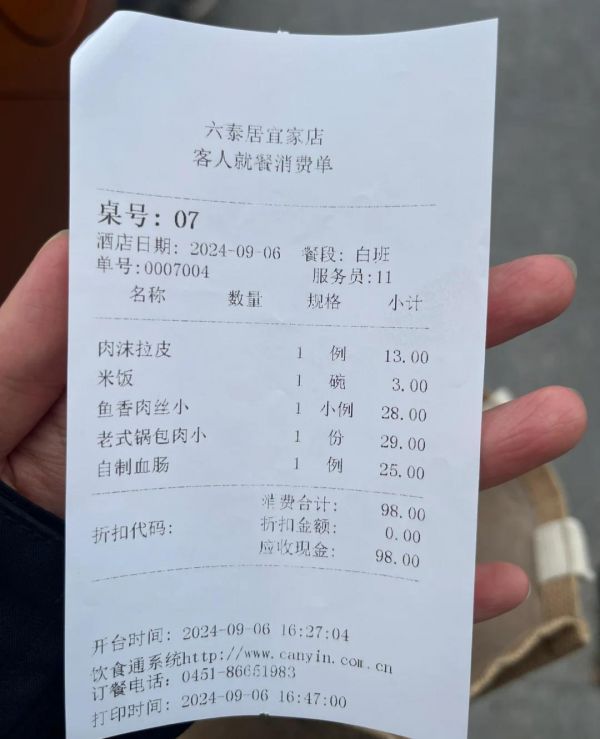 六泰居宜家店
客人就餐消费单
桌号: 07
酒店日期: 2024-09-06 餐段: 白班
单号:0007004 服务员:11
名称 数量 规格 小计
肉沫拉皮 1 例 13.00
米饭 1 碗 3.00
鱼香肉丝小 1 小例 28.00
老式锅包肉小 1 份 29.00
自制血肠 1 例 25.00
消费合计: 98.00
折扣代码: 折扣金额: 0.00
应收现金: 98.00
开台时间: 2024-09-06 16:27:04
饮食通系统http://www.canyin.com.cn
订餐电话: 0451-86651983
打印时间: 2024-09-06 16:47:00